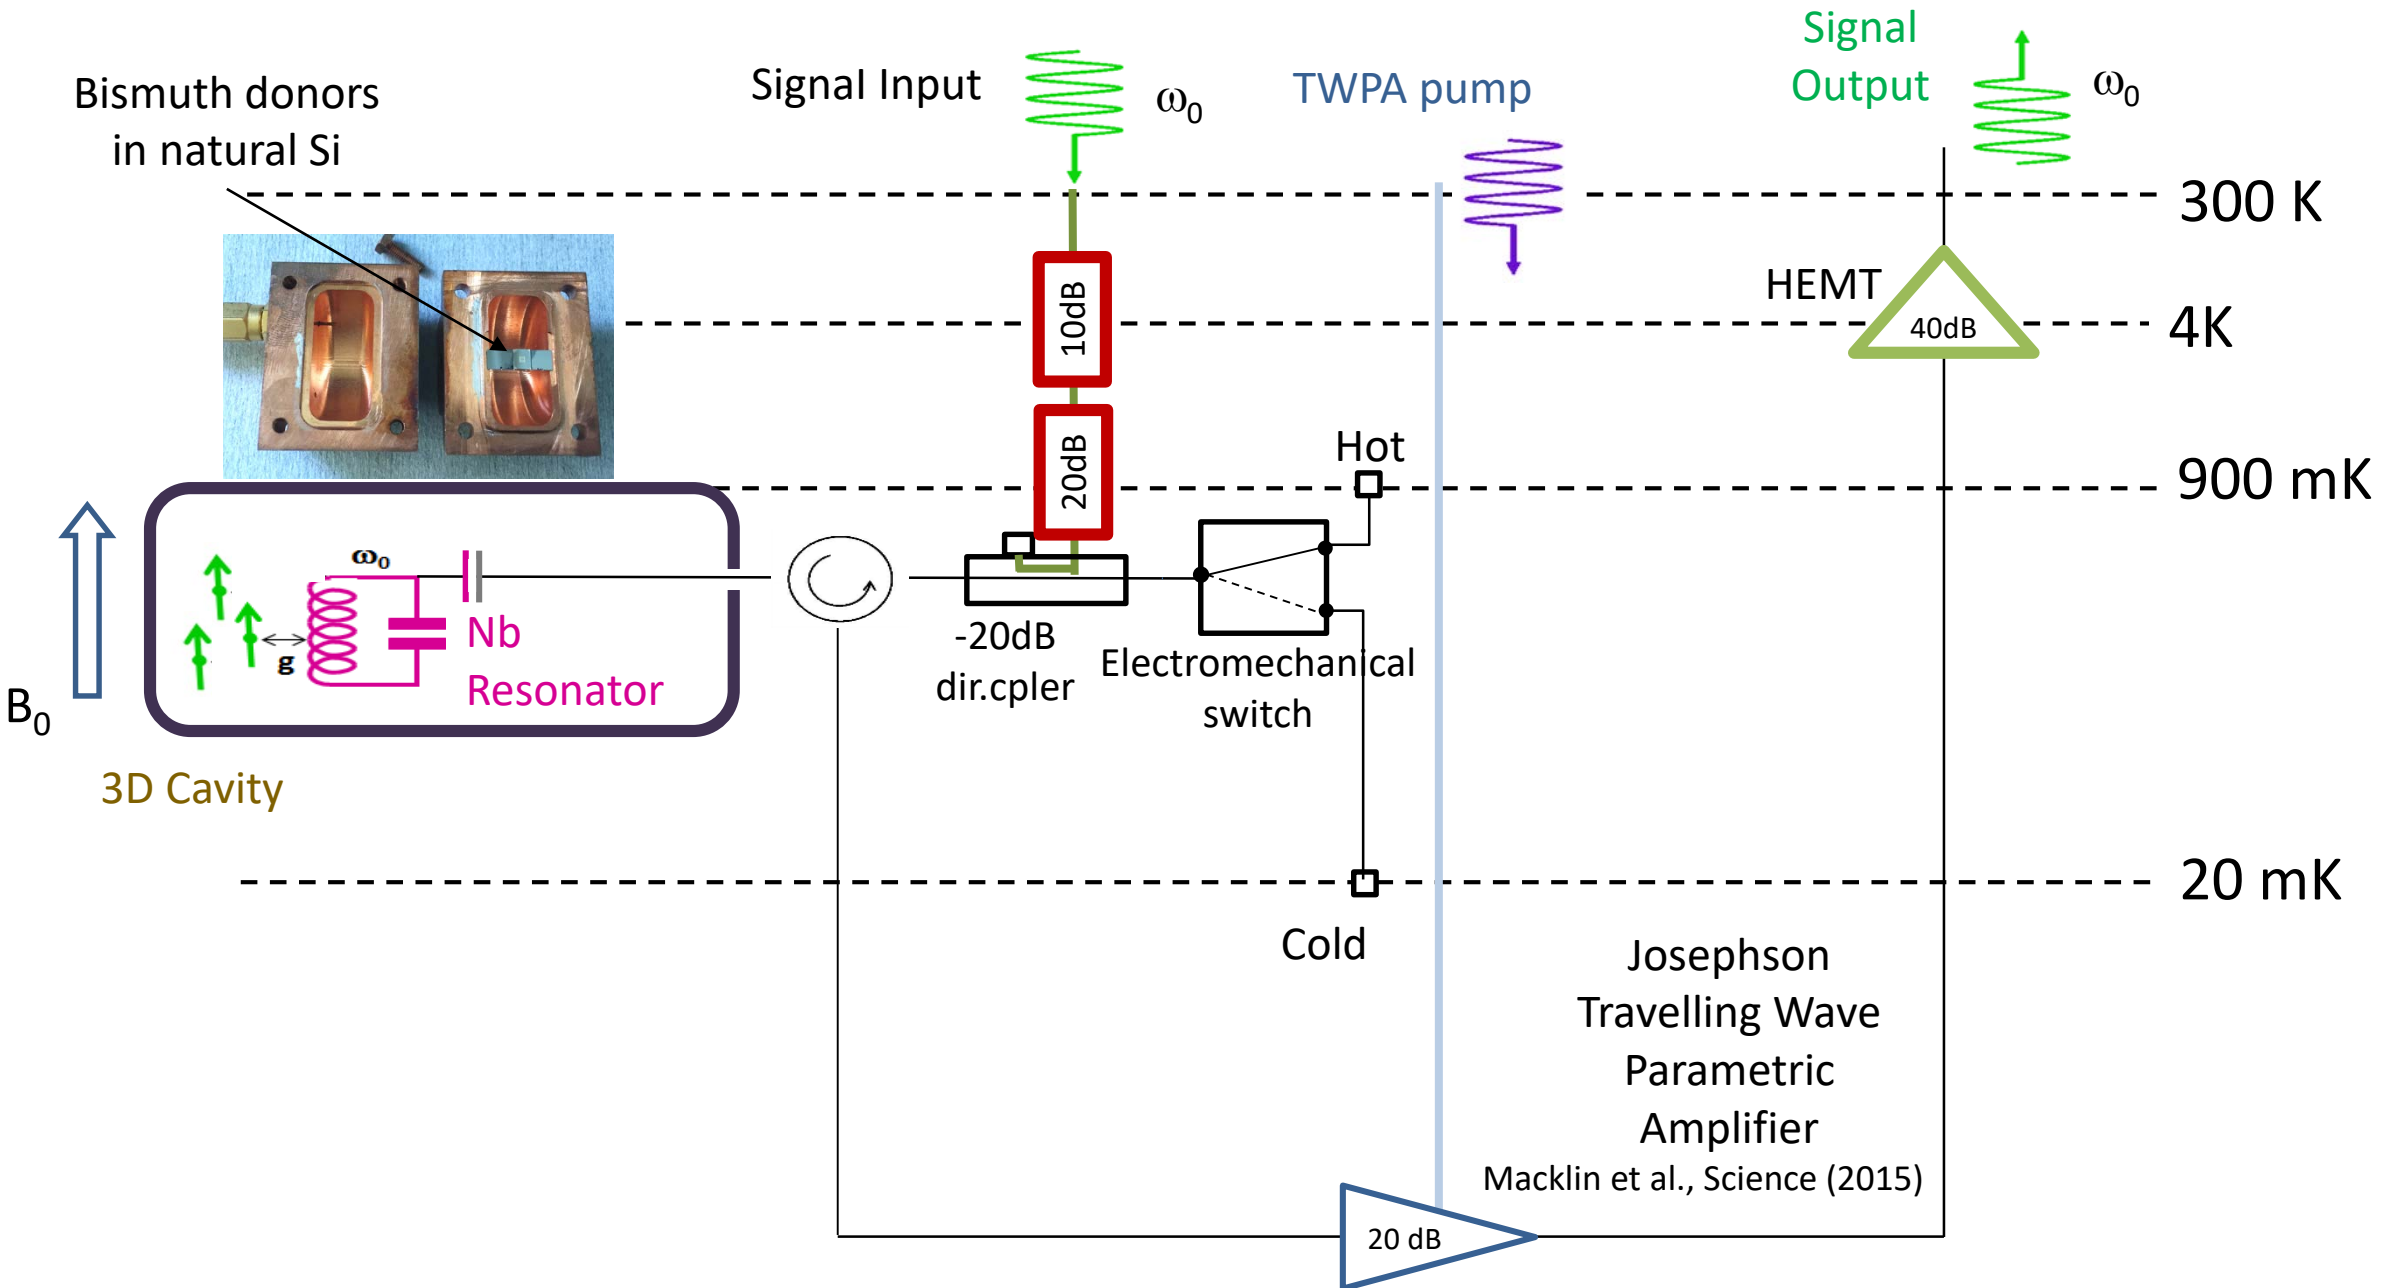 Bismuth donors
in natural Si
Signal Input
ω0
TWPA pump
Signal
Output
ω0
300 K
10dB
HEMT
40dB
4K
20dB
Hot
900 mK
B0
ω0
g
Nb
Resonator
-20dB
dir.cpler
Electromechanical
switch
3D Cavity
20 mK
Cold
Josephson
Travelling Wave
Parametric
Amplifier
Macklin et al., Science (2015)
20 dB